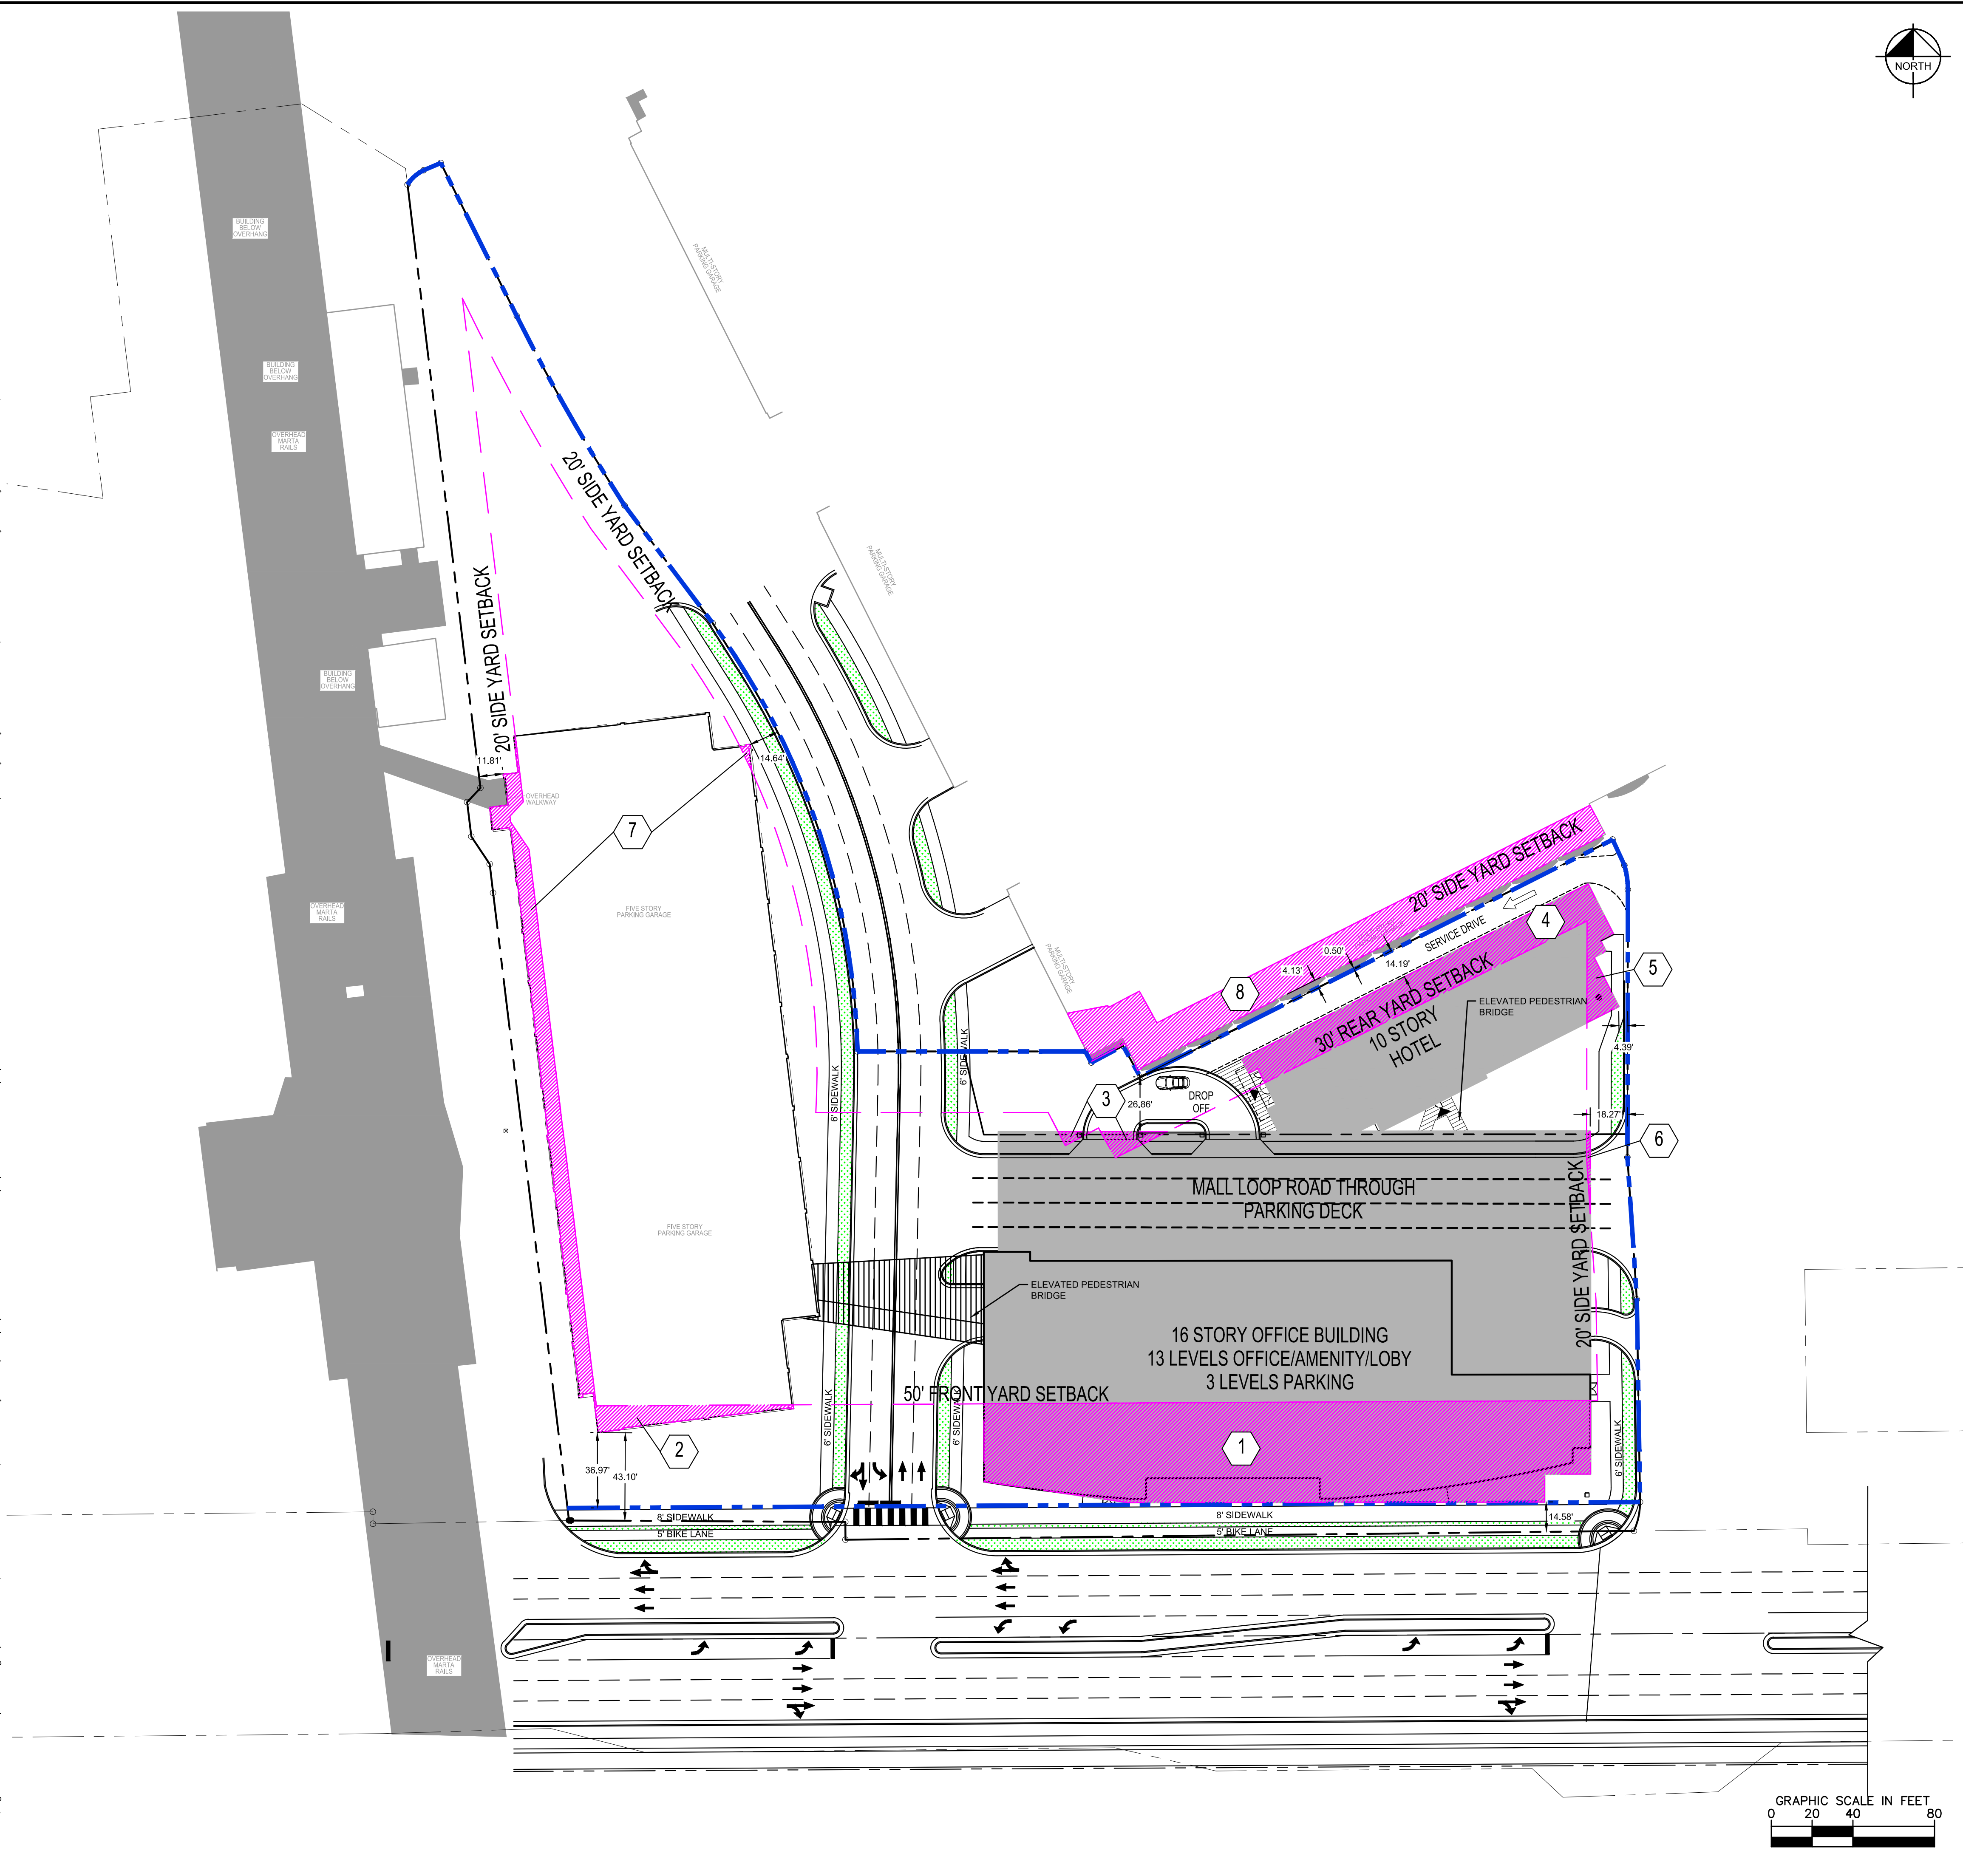 NORTH
BUILDING
BELOW
OVERHANG
MULTI-STORY
PARKING GARAGE
BUILDING
BELOW
OVERHANG
OVERHEAD
MARTA
RAILS
20' SIDE YARD SETBACK
20' SIDE YARD SETBACK
MULTI-STORY
PARKING GARAGE
BUILDING
BELOW
OVERHANG
11.81'
14.64'
OVERHEAD
WALKWAY
7
20' SIDE YARD SETBACK
OVERHEAD
MARTA
RAILS
FIVE STORY
PARKING GARAGE
4
SERVICE DRIVE
MULTI-STORY
PARKING GARAGE
0.50'
4.13'
14.19'
5
8
30' REAR YARD SETBACK
10 STORY
HOTEL
ELEVATED PEDESTRIAN
BRIDGE
4.39'
6' SIDEWALK
6' SIDEWALK
3
26.86'
DROP
OFF
18.27'
6
MALL LOOP ROAD THROUGH
PARKING DECK
20' SIDE YARD SETBACK
FIVE STORY
PARKING GARAGE
ELEVATED PEDESTRIAN
BRIDGE
16 STORY OFFICE BUILDING
13 LEVELS OFFICE/AMENITY/LOBY
3 LEVELS PARKING
50' FRONT YARD SETBACK
6' SIDEWALK
6' SIDEWALK
6' SIDEWALK
2
1
36.97'
43.10'
8' SIDEWALK
5' BIKE LANE
8' SIDEWALK
5' BIKE LANE
14.58'
OVERHEAD
MARTA
RAILS
GRAPHIC SCALE IN FEET
0 20 40 80